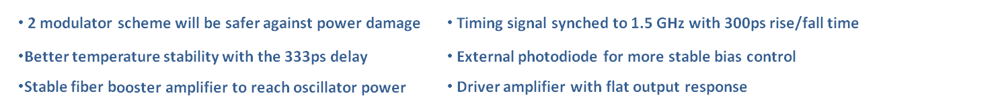 • 2 modulator scheme will be safer against power damage
•Better temperature stability with the 333ps delay
•Stable fiber booster amplifier to reach oscillator power
• Timing signal synched to 1.5 GHz with 300ps rise/fall time
• External photodiode for more stable bias control
• Driver amplifier with flat output response